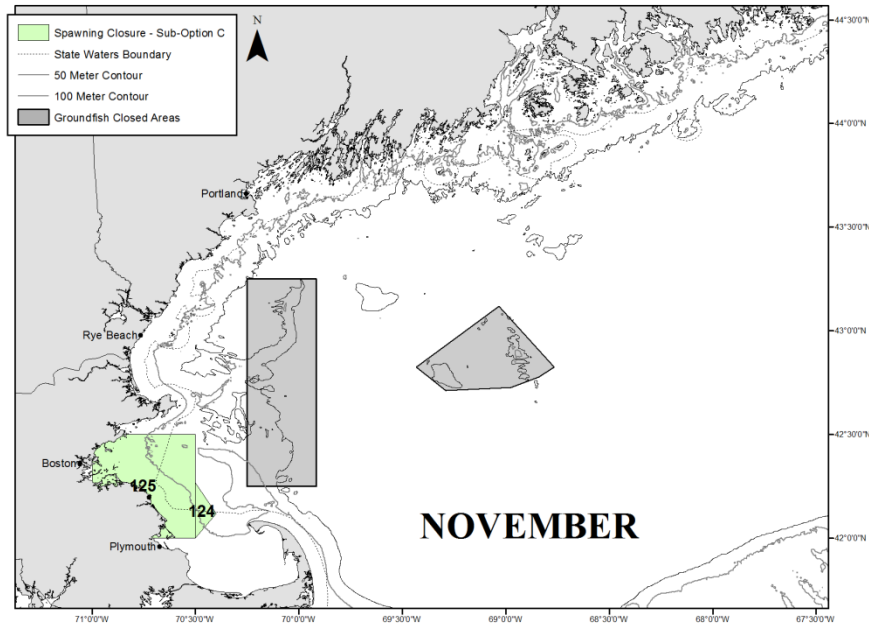 Spawning Closure - Sub-Option C
State Waters Boundary
50 Meter Contour
100 Meter Contour
Groundfish Closed Areas
N
44°30'0"N
44°0'0"N
Portland
43°30'0"N
Rye Beach
43°0'0"N
Boston
42°30'0"N
125
124
NOVEMBER
Plymouth
42°0'0"N
71°0'0"W 70°30'0"W 70°0'0"W 69°30'0"W 69°0'0"W 68°30'0"W 68°0'0"W 67°30'0"W